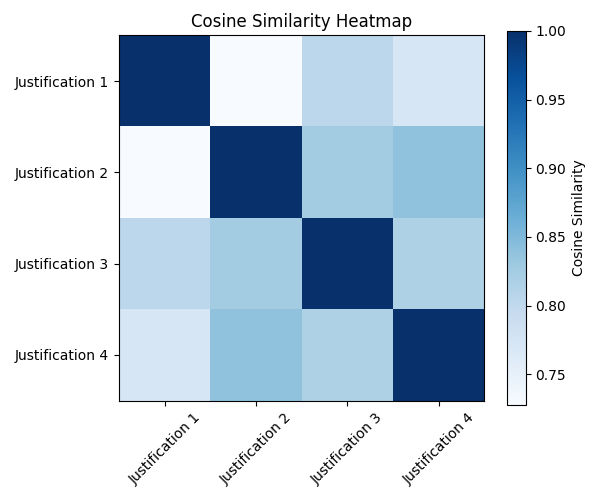 Cosine Similarity Heatmap
Justification 1
Justification 2
Justification 3
Justification 4
Justification 1
Justification 2
Justification 3
Justification 4
1.00
0.95
0.90
0.85
0.80
0.75
Cosine Similarity